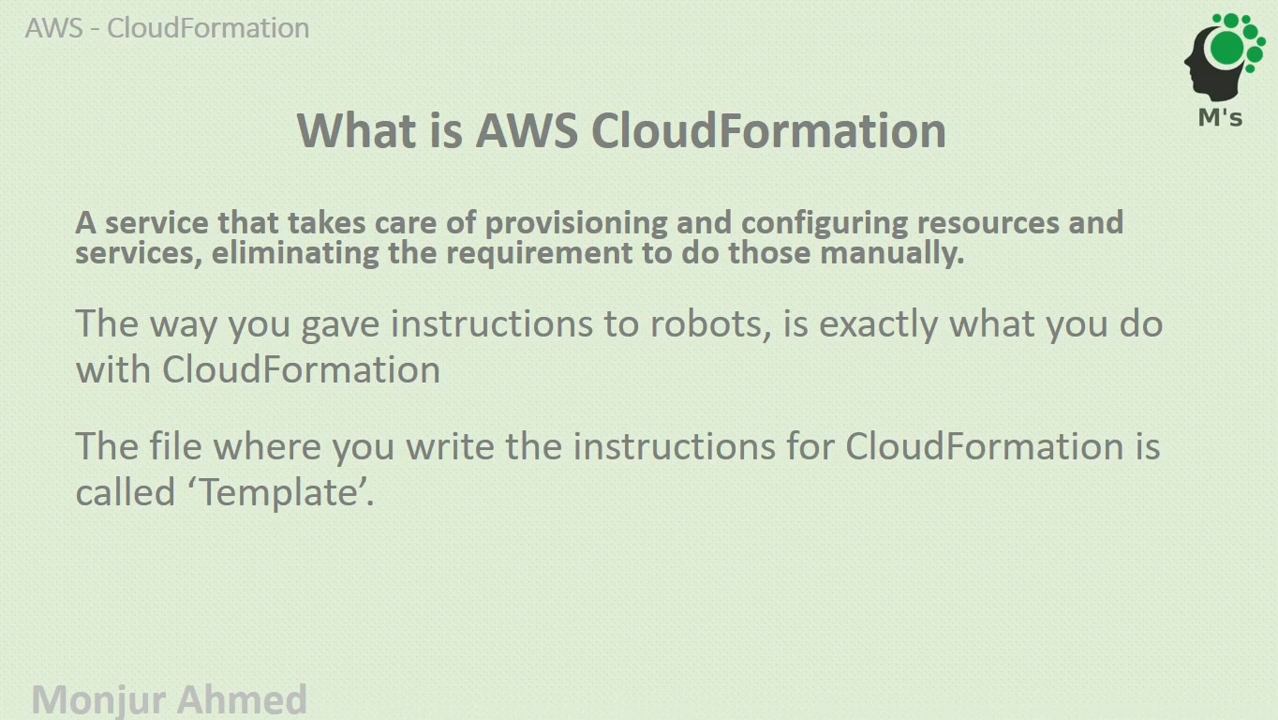 AWS - CloudFormation
M's
What is AWS CloudFormation
A service that takes care of provisioning and configuring resources and
services, eliminating the requirement to do those manually.
The way you gave instructions to robots, is exactly what you do
with CloudFormation
The file where you write the instructions for CloudFormation is
called ‘Template’.
Monjur Ahmed